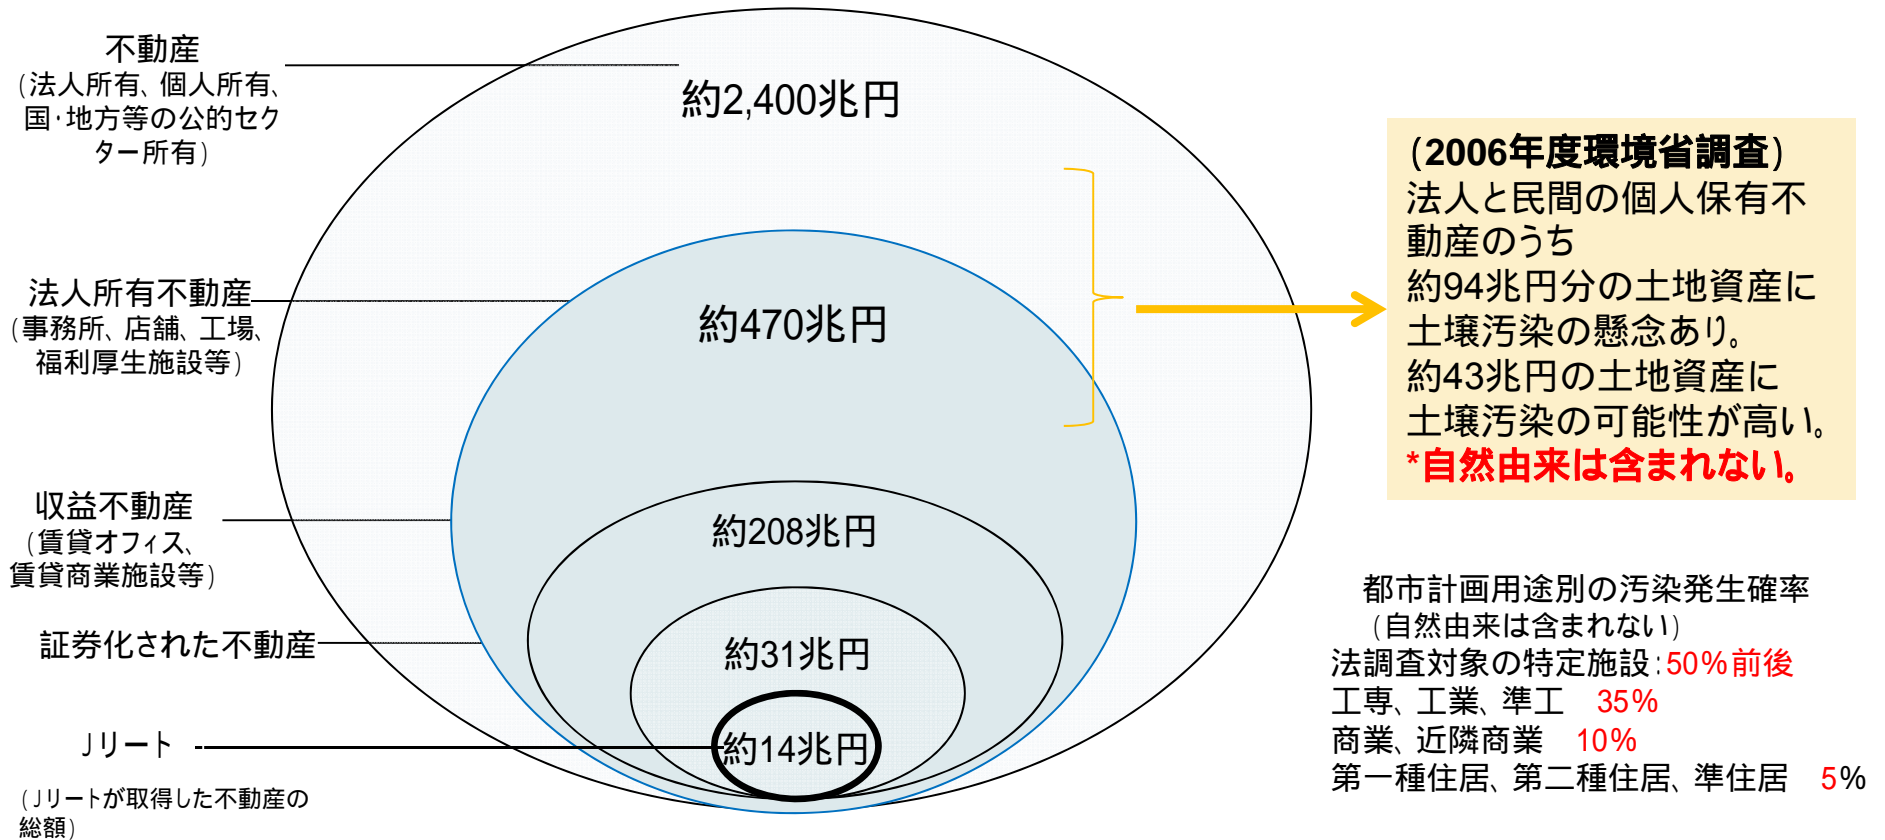 不動産
（法人所有、個人所有、
国・地方等の公的セク
ター所有）
約2,400兆円
法人所有不動産
（事務所、店舗、工場、
福利厚生施設等）
約470兆円
収益不動産
（賃貸オフィス、
賃貸商業施設等）
約208兆円
証券化された不動産
約31兆円
Jリート
約14兆円
（Jリートが取得した不動産の
総額）
（2006年度環境省調査）
法人と民間の個人保有不
動産のうち
約94兆円分の土地資産に
土壌汚染の懸念あり。
約43兆円の土地資産に
土壌汚染の可能性が高い。
*自然由来は含まれない。
都市計画用途別の汚染発生確率
（自然由来は含まれない）
法調査対象の特定施設：50％前後
工専、工業、準工　35％
商業、近隣商業　10％
第一種住居、第二種住居、準住居　5％